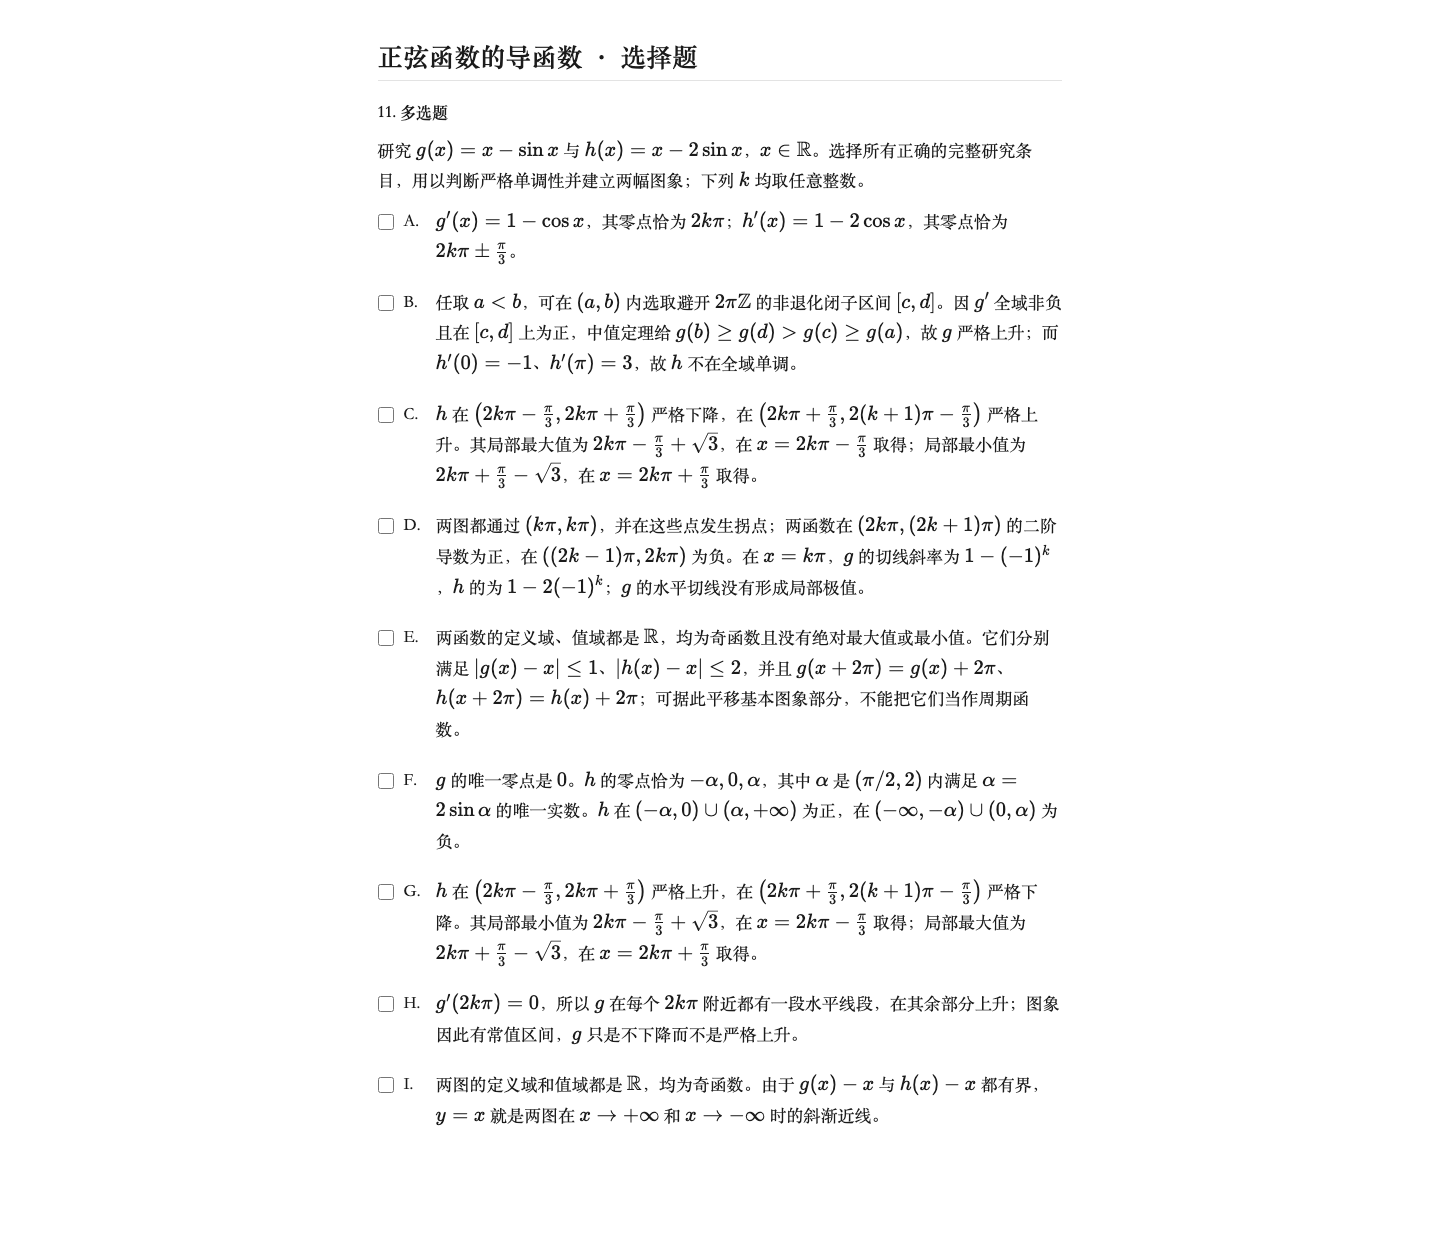 正弦函数的导函数 · 选择题
11. 多选题
研究 g(x) = x − sin x 与 h(x) = x − 2 sin x，x ∈ ℝ。选择所有正确的完整研究条
目，用以判断严格单调性并建立两幅图象；下列 k 均取任意整数。
A. g′(x) = 1 − cos x，其零点恰为 2kπ；h′(x) = 1 − 2 cos x，其零点恰为
2kπ ± π/3。
B. 任取 a < b，可在 (a, b) 内选取避开 2πℤ 的非退化闭子区间 [c, d]。因 g′ 全域非负
且在 [c, d] 上为正，中值定理给 g(b) ≥ g(d) > g(c) ≥ g(a)，故 g 严格上升；而
h′(0) = −1、h′(π) = 3，故 h 不在全域单调。
C. h 在 (2kπ − π/3, 2kπ + π/3) 严格下降，在 (2kπ + π/3, 2(k + 1)π − π/3) 严格上
升。其局部最大值为 2kπ − π/3 + √3，在 x = 2kπ − π/3 取得；局部最小值为
2kπ + π/3 − √3，在 x = 2kπ + π/3 取得。
D. 两图都通过 (kπ, kπ)，并在这些点发生拐点；两函数在 (2kπ, (2k + 1)π) 的二阶
导数为正，在 ((2k − 1)π, 2kπ) 为负。在 x = kπ，g 的切线斜率为 1 − (−1)^k
，h 的为 1 − 2(−1)^k；g 的水平切线没有形成局部极值。
E. 两函数的定义域、值域都是 ℝ，均为奇函数且没有绝对最大值或最小值。它们分别
满足 |g(x) − x| ≤ 1、|h(x) − x| ≤ 2，并且 g(x + 2π) = g(x) + 2π、
h(x + 2π) = h(x) + 2π；可据此平移基本图象部分，不能把它们当作周期函
数。
F. g 的唯一零点是 0。h 的零点恰为 −α, 0, α，其中 α 是 (π/2, 2) 内满足 α =
2 sin α 的唯一实数。h 在 (−α, 0) ∪ (α, +∞) 为正，在 (−∞, −α) ∪ (0, α) 为
负。
G. h 在 (2kπ − π/3, 2kπ + π/3) 严格上升，在 (2kπ + π/3, 2(k + 1)π − π/3) 严格下
降。其局部最小值为 2kπ − π/3 + √3，在 x = 2kπ − π/3 取得；局部最大值为
2kπ + π/3 − √3，在 x = 2kπ + π/3 取得。
H. g′(2kπ) = 0，所以 g 在每个 2kπ 附近都有一段水平线段，在其余部分上升；图象
因此有常值区间，g 只是不下降而不是严格上升。
I. 两图的定义域和值域都是 ℝ，均为奇函数。由于 g(x) − x 与 h(x) − x 都有界，
y = x 就是两图在 x → +∞ 和 x → −∞ 时的斜渐近线。